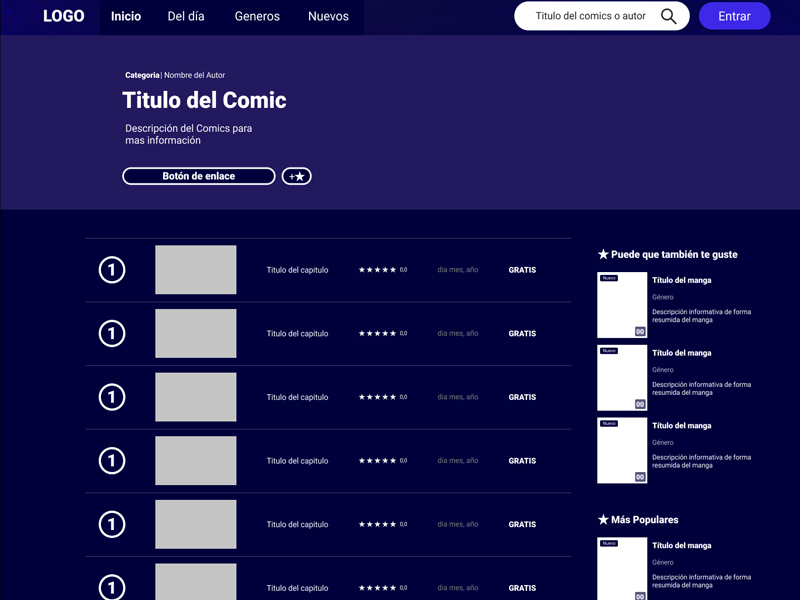 LOGO
Inicio
Del día
Generos
Nuevos
Titulo del comics o autor
Entrar
Categoria| Nombre del Autor
Titulo del Comic
Descripción del Comics para
mas información
Botón de enlace
+★
1
Titulo del capitulo
★★★★★ 0,0
dia mes, año
GRATIS
1
Titulo del capitulo
★★★★★ 0,0
dia mes, año
GRATIS
1
Titulo del capitulo
★★★★★ 0,0
dia mes, año
GRATIS
1
Titulo del capitulo
★★★★★ 0,0
dia mes, año
GRATIS
1
Titulo del capitulo
★★★★★ 0,0
dia mes, año
GRATIS
1
Titulo del capitulo
★★★★★ 0,0
dia mes, año
GRATIS
★ Puede que también te guste
Nuevo
00
Título del manga
Género
Descripción informativa de forma
resumida del manga
Nuevo
00
Título del manga
Género
Descripción informativa de forma
resumida del manga
Nuevo
00
Título del manga
Género
Descripción informativa de forma
resumida del manga
★ Más Populares
Nuevo
00
Título del manga
Género
Descripción informativa de forma
resumida del manga